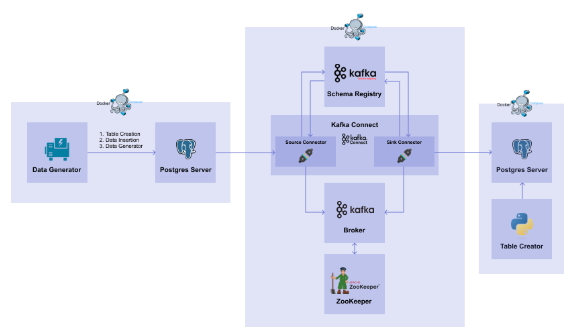 Docker
kafka
Schema Registry
Docker
Docker
Kafka Connect
1. Table Creation
2. Data Insertion
3. Data Generator
Source Connector
kafka
Connect
Sink Connector
Data Generator
Postgres Server
Postgres Server
kafka
Broker
Table Creator
ZooKeeper
ZooKeeper